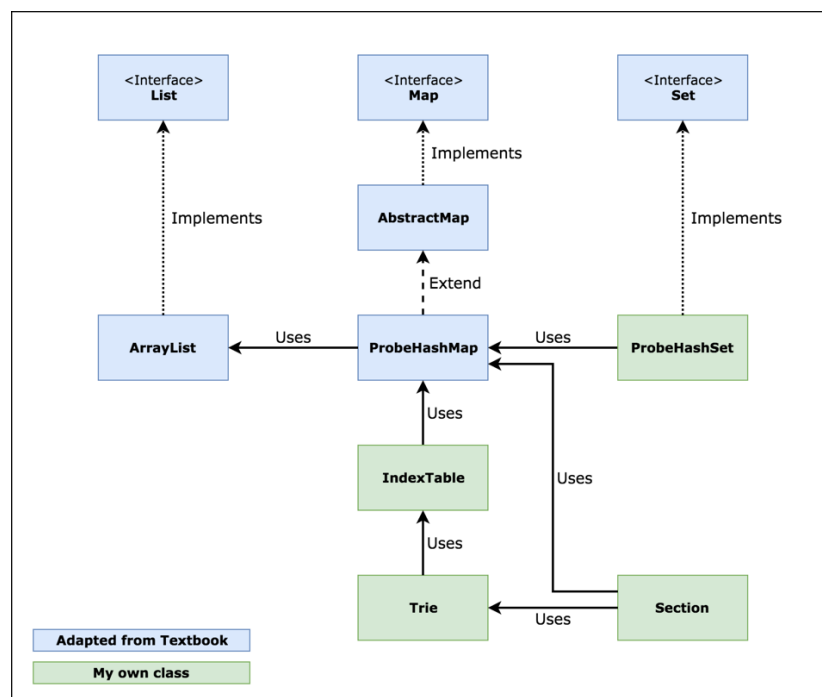 <Interface>
List
<Interface>
Map
<Interface>
Set
Implements
AbstractMap
Implements
Implements
Extend
ArrayList
Uses
ProbeHashMap
Uses
ProbeHashSet
Uses
IndexTable
Uses
Uses
Trie
Uses
Section
Adapted from Textbook
My own class